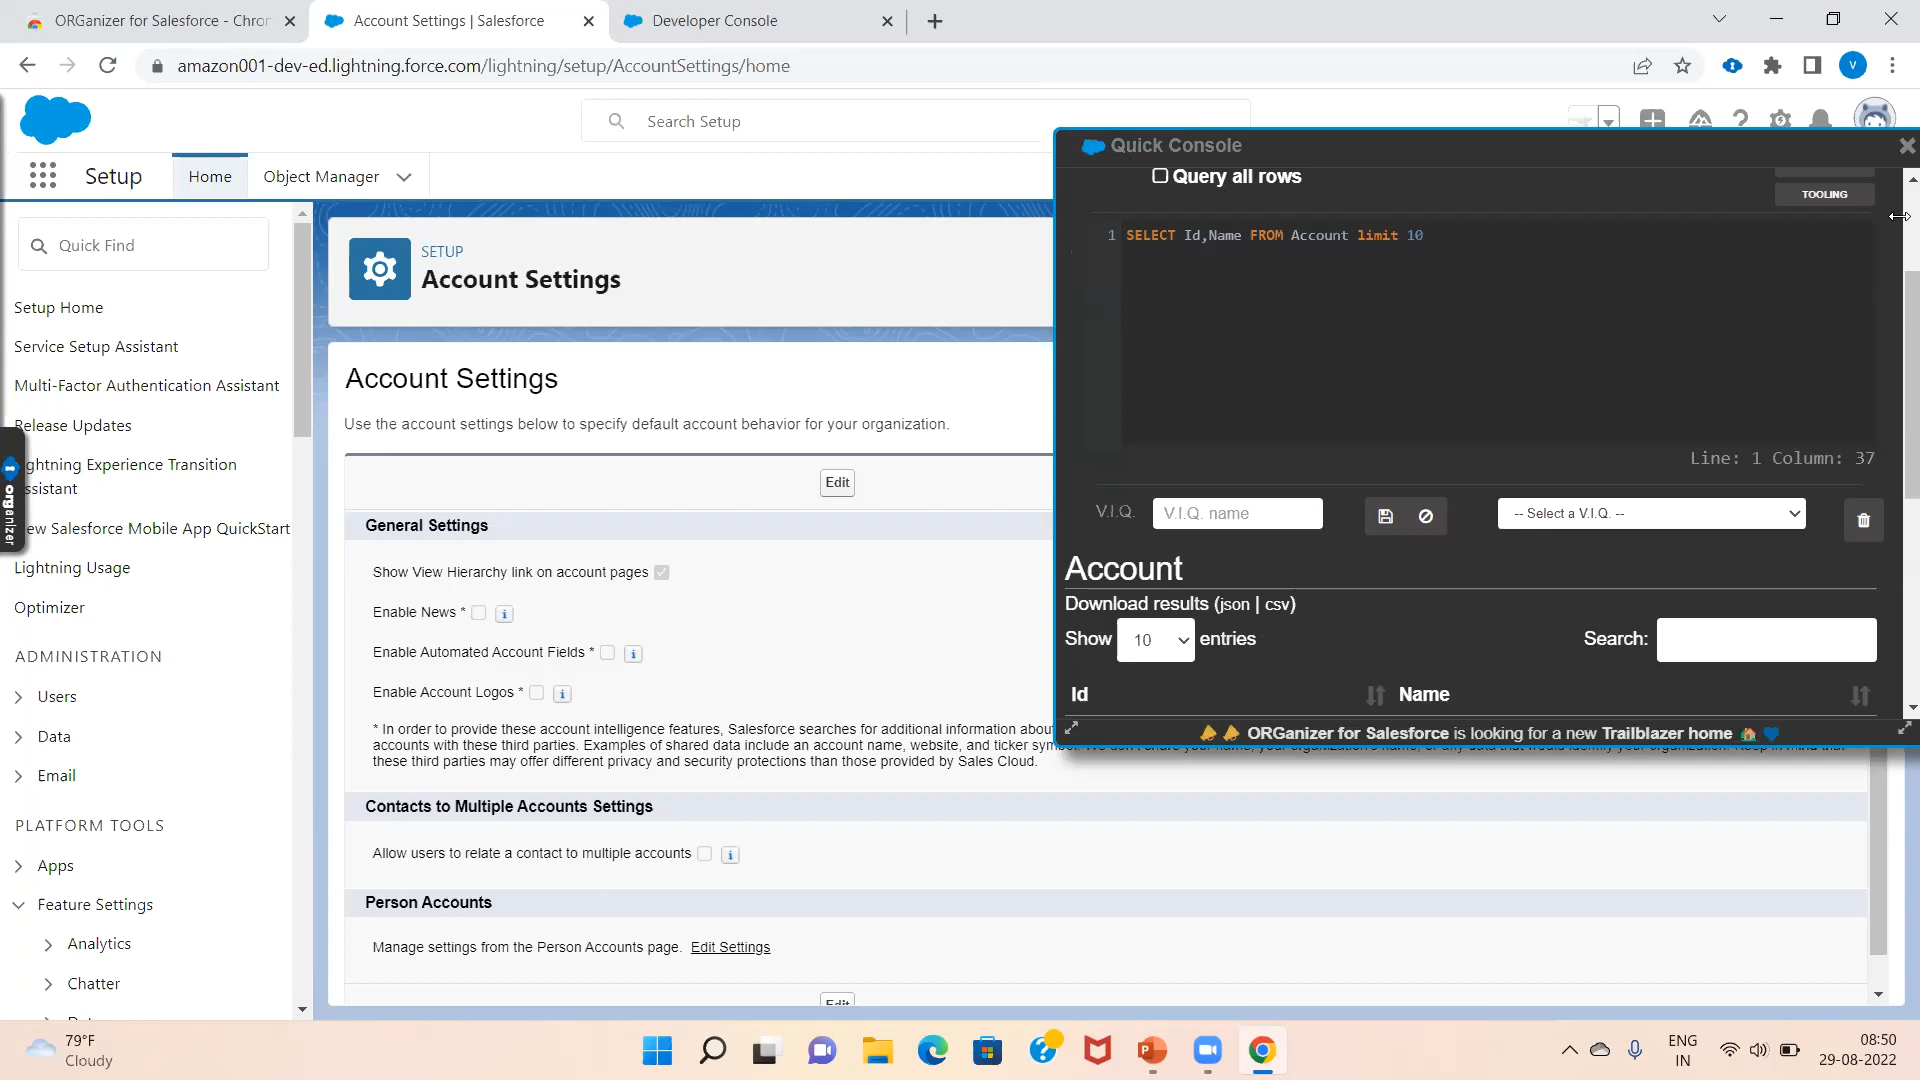 ORGanizer for Salesforce - Chror
Account Settings | Salesforce
Developer Console
amazon001-dev-ed.lightning.force.com/lightning/setup/AccountSettings/home
V
Search Setup
Setup
Home
Object Manager
Quick Console
Query all rows
TOOLING
1 SELECT Id,Name FROM Account limit 10
Line: 1 Column: 37
V.I.Q.
V.I.Q. name
-- Select a V.I.Q. --
Account
Download results (json | csv)
Show 10 entries
Search:
Id
Name
ORGanizer for Salesforce is looking for a new Trailblazer home
Quick Find
Setup Home
Service Setup Assistant
Multi-Factor Authentication Assistant
Release Updates
ightning Experience Transition
ssistant
ew Salesforce Mobile App QuickStart
Lightning Usage
Optimizer
ADMINISTRATION
Users
Data
Email
PLATFORM TOOLS
Apps
Feature Settings
Analytics
Chatter
organizer
SETUP
Account Settings
Account Settings
Use the account settings below to specify default account behavior for your organization.
Edit
General Settings
Show View Hierarchy link on account pages
Enable News *
Enable Automated Account Fields *
Enable Account Logos *
* In order to provide these account intelligence features, Salesforce searches for additional information about
accounts with these third parties. Examples of shared data include an account name, website, and ticker
these third parties may offer different privacy and security protections than those provided by Sales Cloud.
Contacts to Multiple Accounts Settings
Allow users to relate a contact to multiple accounts
Person Accounts
Manage settings from the Person Accounts page. Edit Settings
Edit
79°F
Cloudy
ENG
IN
08:50
29-08-2022